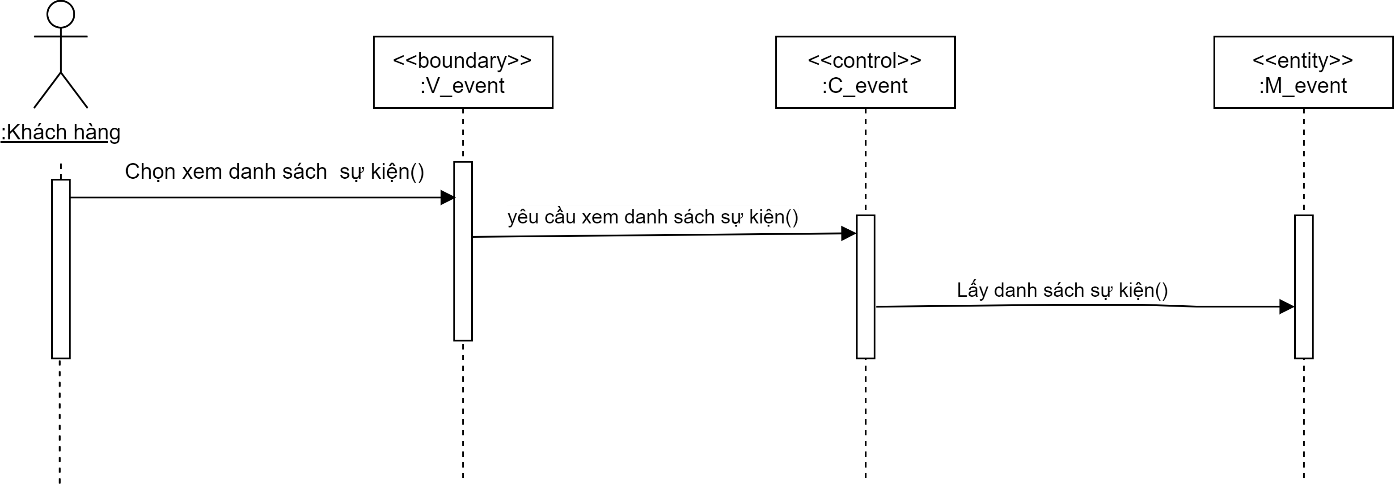 <<boundary>>
:V_event
<<control>>
:C_event
<<entity>>
:M_event
:Khách hàng
Chọn xem danh sách  sự kiện()
yêu cầu xem danh sách sự kiện()
Lấy danh sách sự kiện()